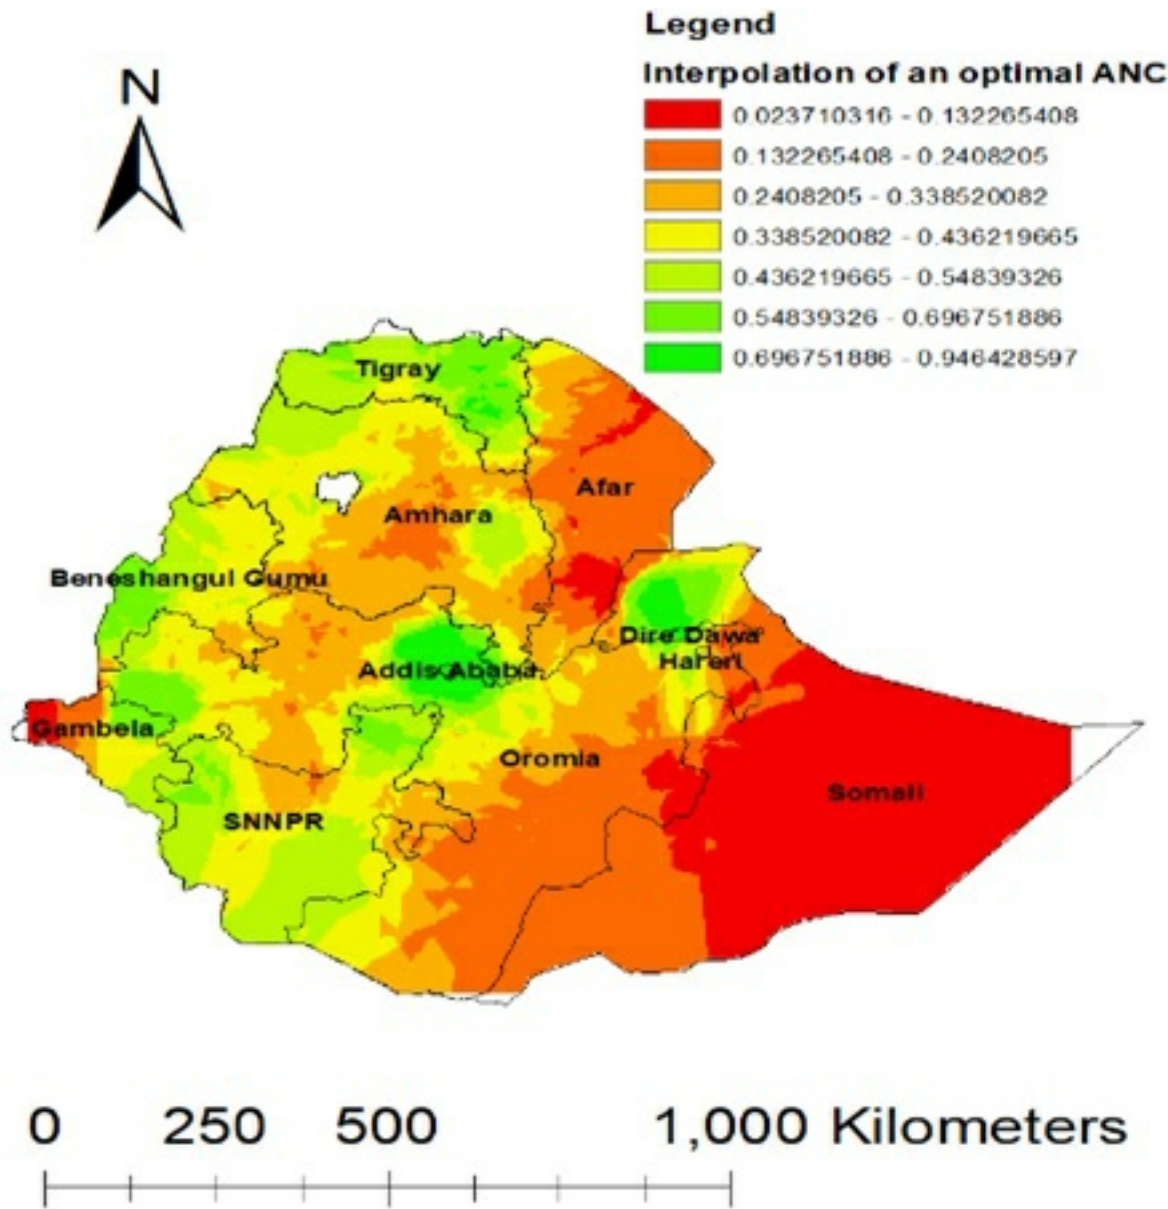 Legend
Interpolation of an optimal ANC
N
0.023710316 - 0.132265408
0.132265408 - 0.2408205
0.2408205 - 0.338520082
0.338520082 - 0.436219665
0.436219665 - 0.54839326
0.54839326 - 0.696751886
0.696751886 - 0.946428597
Tigray
Afar
Amhara
Beneshangul Gumu
Dire Dawa
Hareri
Addis Ababa
Gambela
Oromia
Somali
SNNPR
0 250 500 1,000 Kilometers